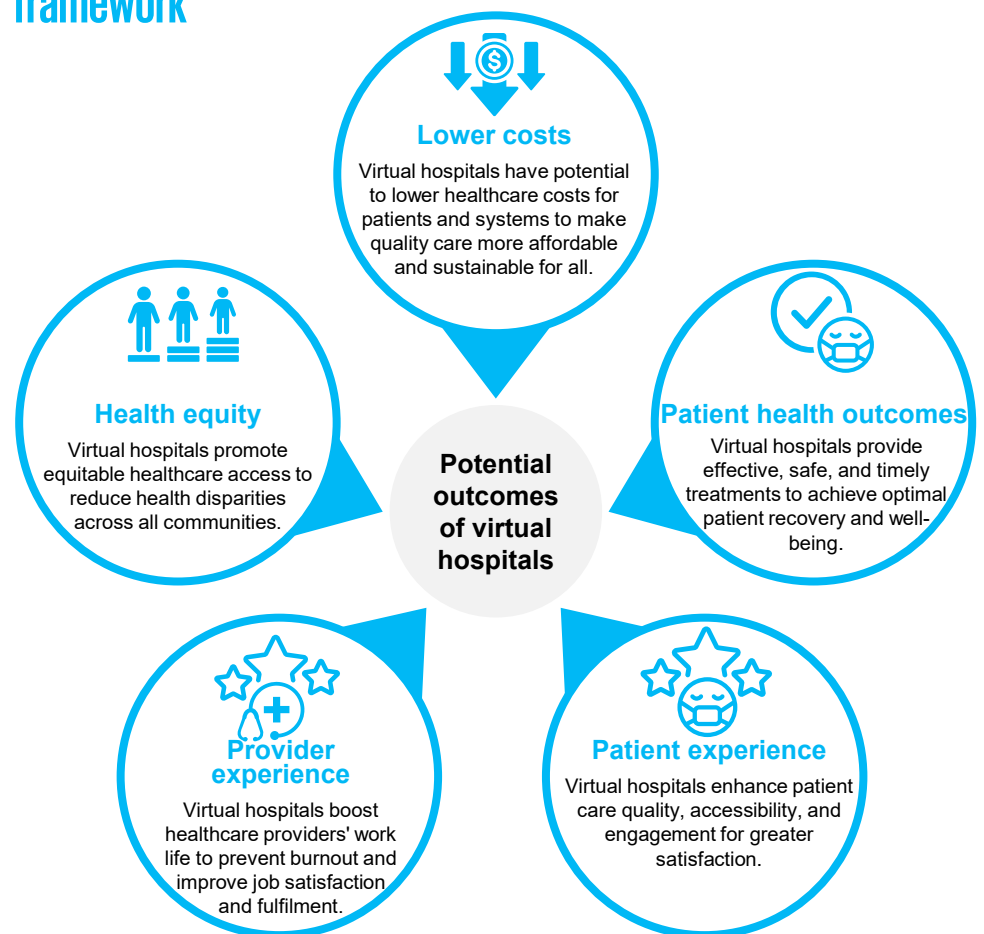 framework
Lower costs
Virtual hospitals have potential
to lower healthcare costs for
patients and systems to make
quality care more affordable
and sustainable for all.
Health equity
Virtual hospitals promote
equitable healthcare access to
reduce health disparities
across all communities.
Patient health outcomes
Virtual hospitals provide
effective, safe, and timely
treatments to achieve optimal
patient recovery and well-
being.
Potential
outcomes
of virtual
hospitals
Provider
experience
Virtual hospitals boost
healthcare providers' work
life to prevent burnout and
improve job satisfaction
and fulfilment.
Patient experience
Virtual hospitals enhance patient
care quality, accessibility, and
engagement for greater
satisfaction.